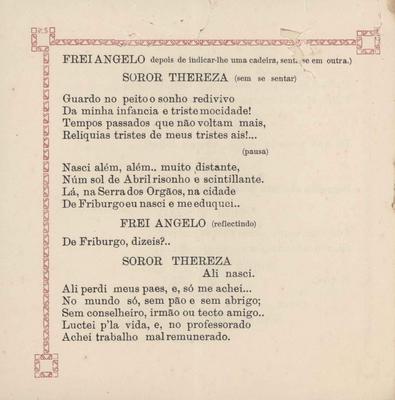 FREI ANGELO depois de indicar-lhe uma cadeira, sent. se em outra.)
SOROR THEREZA (sem se sentar)
Guardo no peito o sonho redivivo
Da minha infancia e triste mocidade!
Tempos passados que não voltam mais,
Reliquias tristes de meus tristes ais!...
(pausa)
Nasci além, além.. muito distante,
Núm sol de Abril risonho e scintillante.
Lá, na Serra dos Orgãos, na cidade
De Friburgo eu nasci e me eduquei..
FREI ANGELO (reflectindo)
De Friburgo, dizeis?..
SOROR THEREZA
Ali nasci.
Ali perdi meus paes, e, só me achei...
No mundo só, sem pão e sem abrigo;
Sem conselheiro, irmão ou tecto amigo..
Luctei p'la vida, e, no professorado
Achei trabalho mal remunerado.